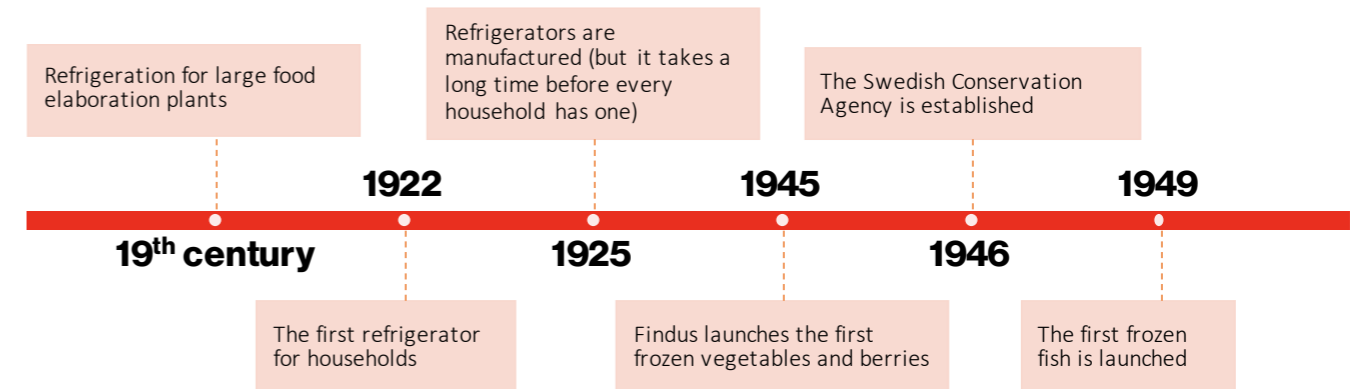 Refrigeration for large food
elaboration plants
19th century
1922
The first refrigerator
for households
Refrigerators are
manufactured (but it takes a
long time before every
household has one)
1925
1945
Findus launches the first
frozen vegetables and berries
The Swedish Conservation
Agency is established
1946
1949
The first frozen
fish is launched